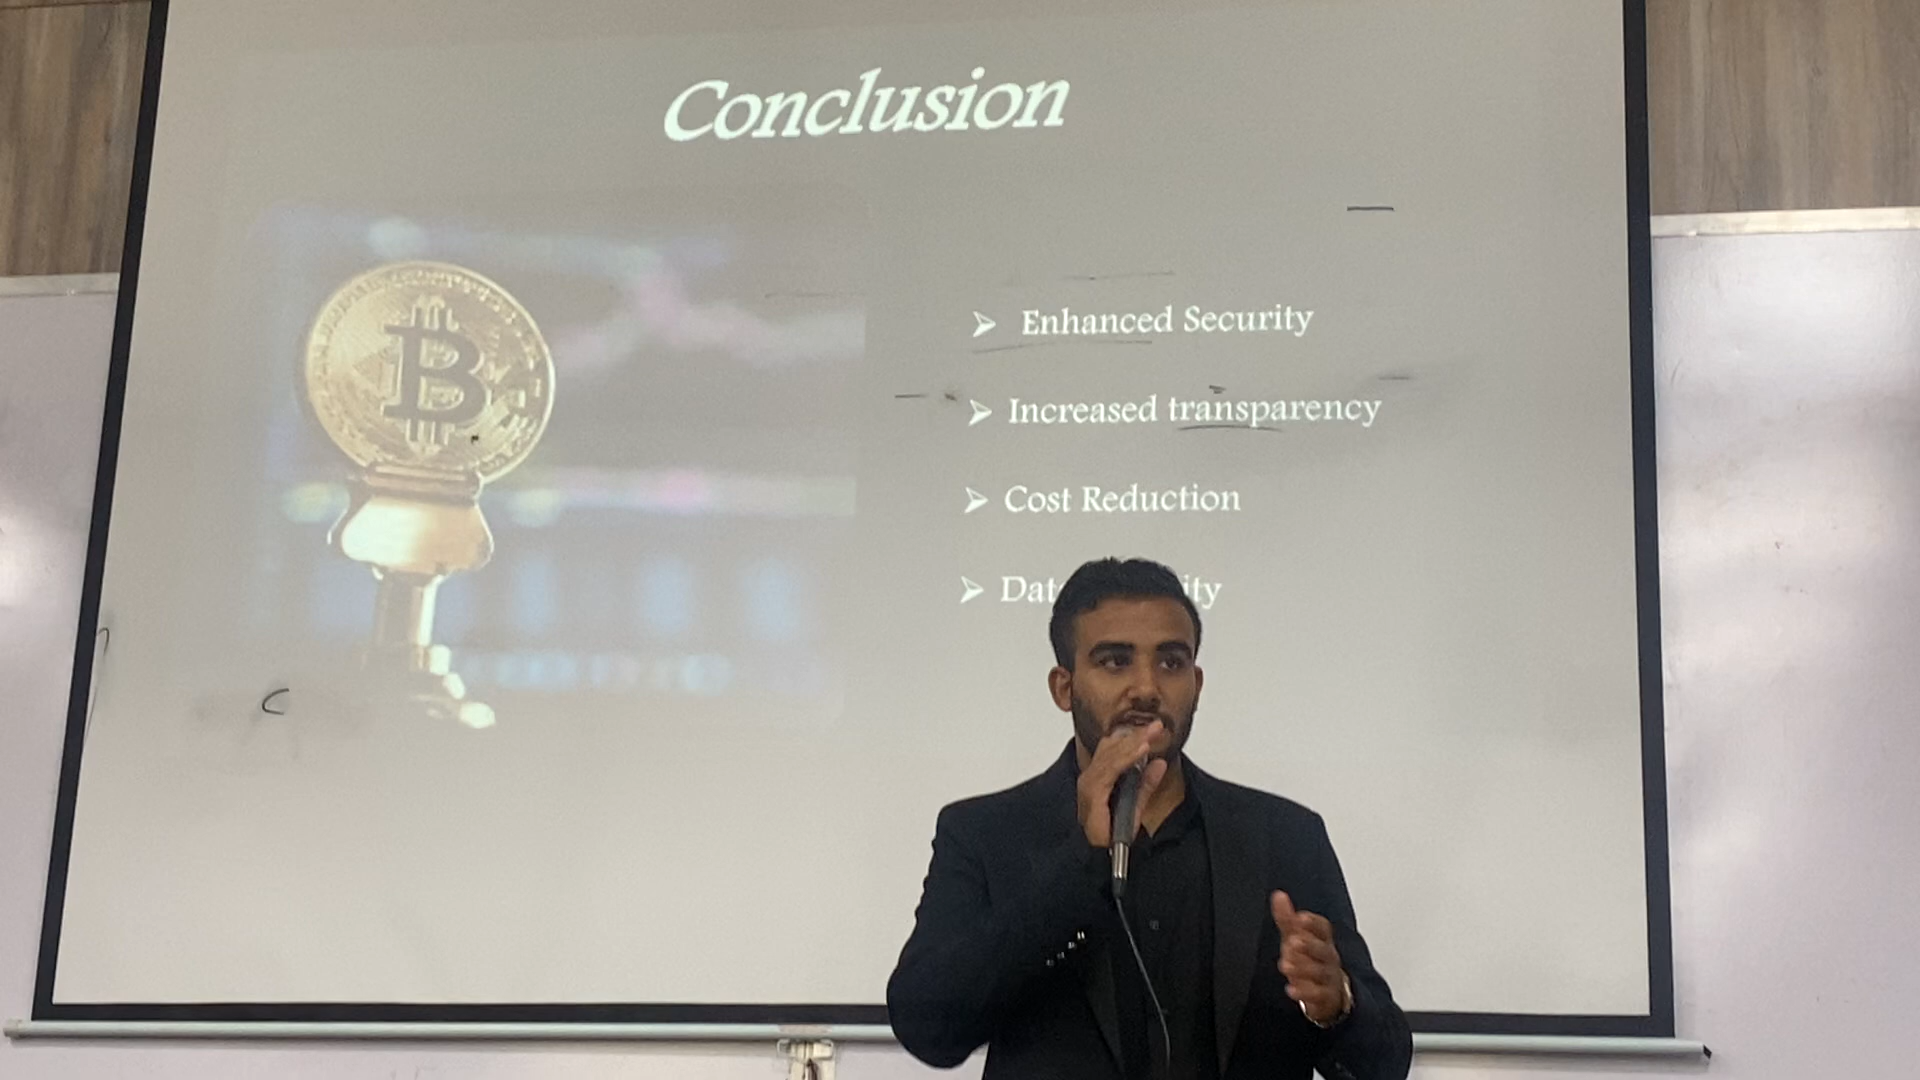 Conclusion
Enhanced Security
Increased transparency
Cost Reduction